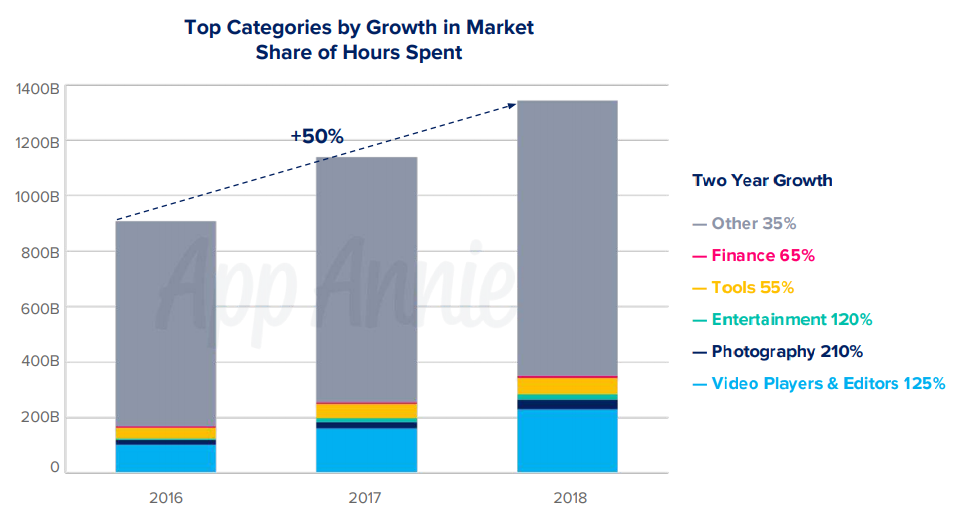 Top Categories by Growth in Market
Share of Hours Spent
1400B
1200B
1000B
800B
600B
400B
200B
0
+50%
App Annie
2016
2017
2018
Two Year Growth
— Other 35%
— Finance 65%
— Tools 55%
— Entertainment 120%
— Photography 210%
— Video Players & Editors 125%